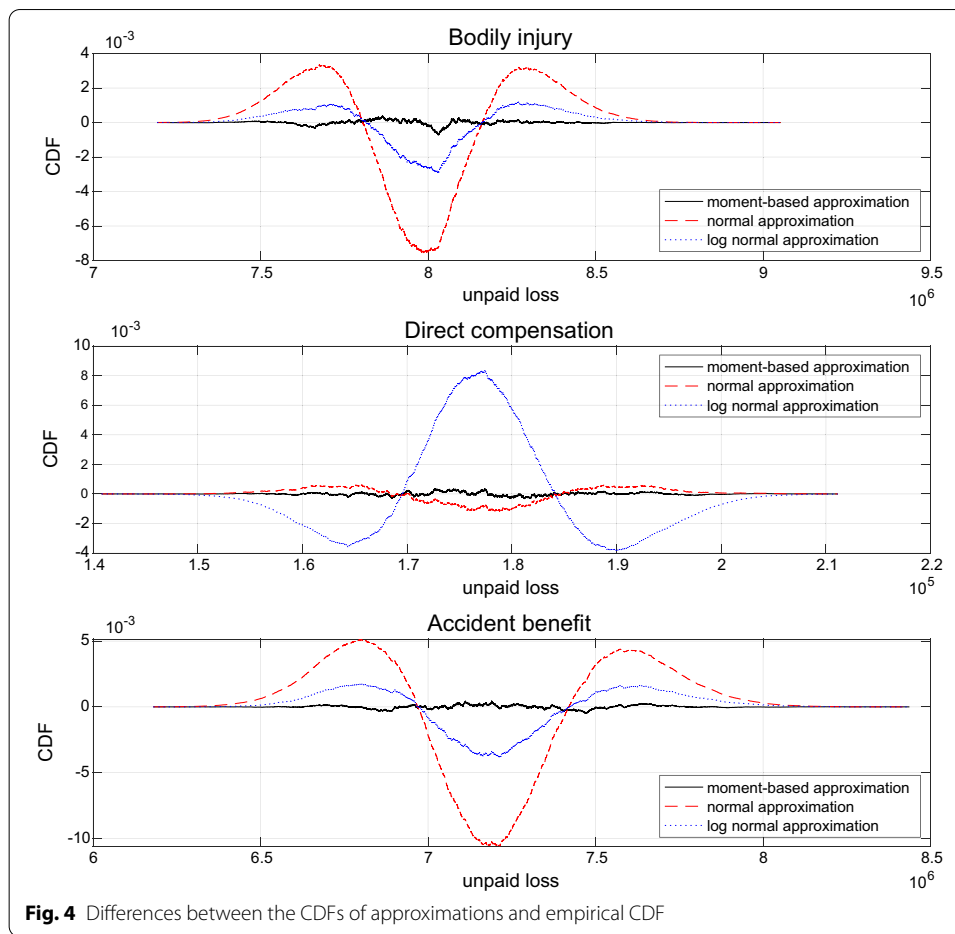 Bodily injury
10-3
4
2
0
-2
-4
-6
-8
CDF
moment-based approximation
normal approximation
log normal approximation
7 7.5 8 8.5 9 9.5
unpaid loss
10^6
Direct compensation
10-3
10
8
6
4
2
0
-2
-4
CDF
moment-based approximation
normal approximation
log normal approximation
1.4 1.5 1.6 1.7 1.8 1.9 2 2.1 2.2
unpaid loss
10^5
Accident benefit
10-3
5
0
-5
-10
CDF
moment-based approximation
normal approximation
log normal approximation
6 6.5 7 7.5 8 8.5
unpaid loss
10^6
Fig. 4 Differences between the CDFs of approximations and empirical CDF